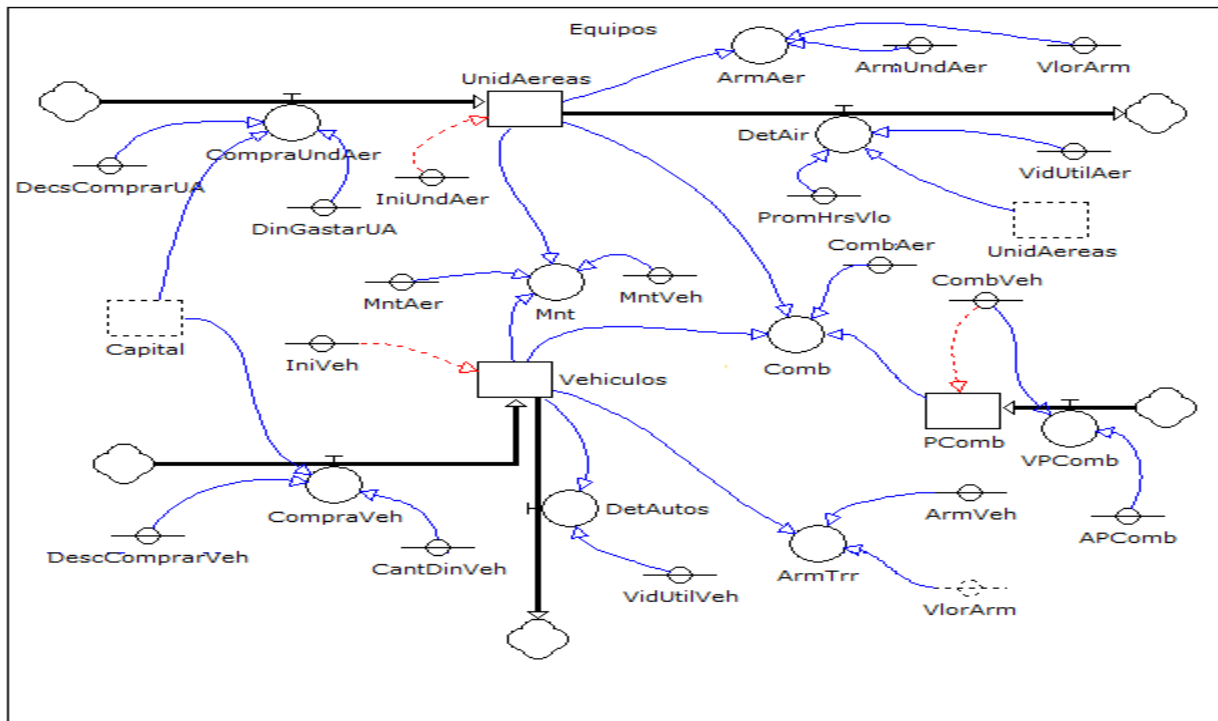 Equipos
UnidAereas
ArmAer
ArmUndAer
VlorArm
CompraUndAer
DecsComprarUA
IniUndAer
DinGastarUA
DetAir
VidUtilAer
PromHrsVlo
UnidAereas
CombAer
CombVeh
MntAer
Mnt
MntVeh
Capital
IniVeh
Vehiculos
Comb
PComb
VPComb
CompraVeh
DetAutos
ArmVeh
APComb
DescComprarVeh
CantDinVeh
VidUtilVeh
ArmTrr
VlorArm